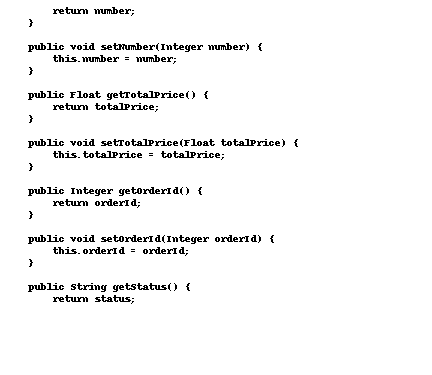 return number;
}
public void setNumber(Integer number) {
this.number = number;
}
public Float getTotalPrice() {
return totalPrice;
}
public void setTotalPrice(Float totalPrice) {
this.totalPrice = totalPrice;
}
public Integer getOrderId() {
return orderId;
}
public void setOrderId(Integer orderId) {
this.orderId = orderId;
}
public String getStatus() {
return status;